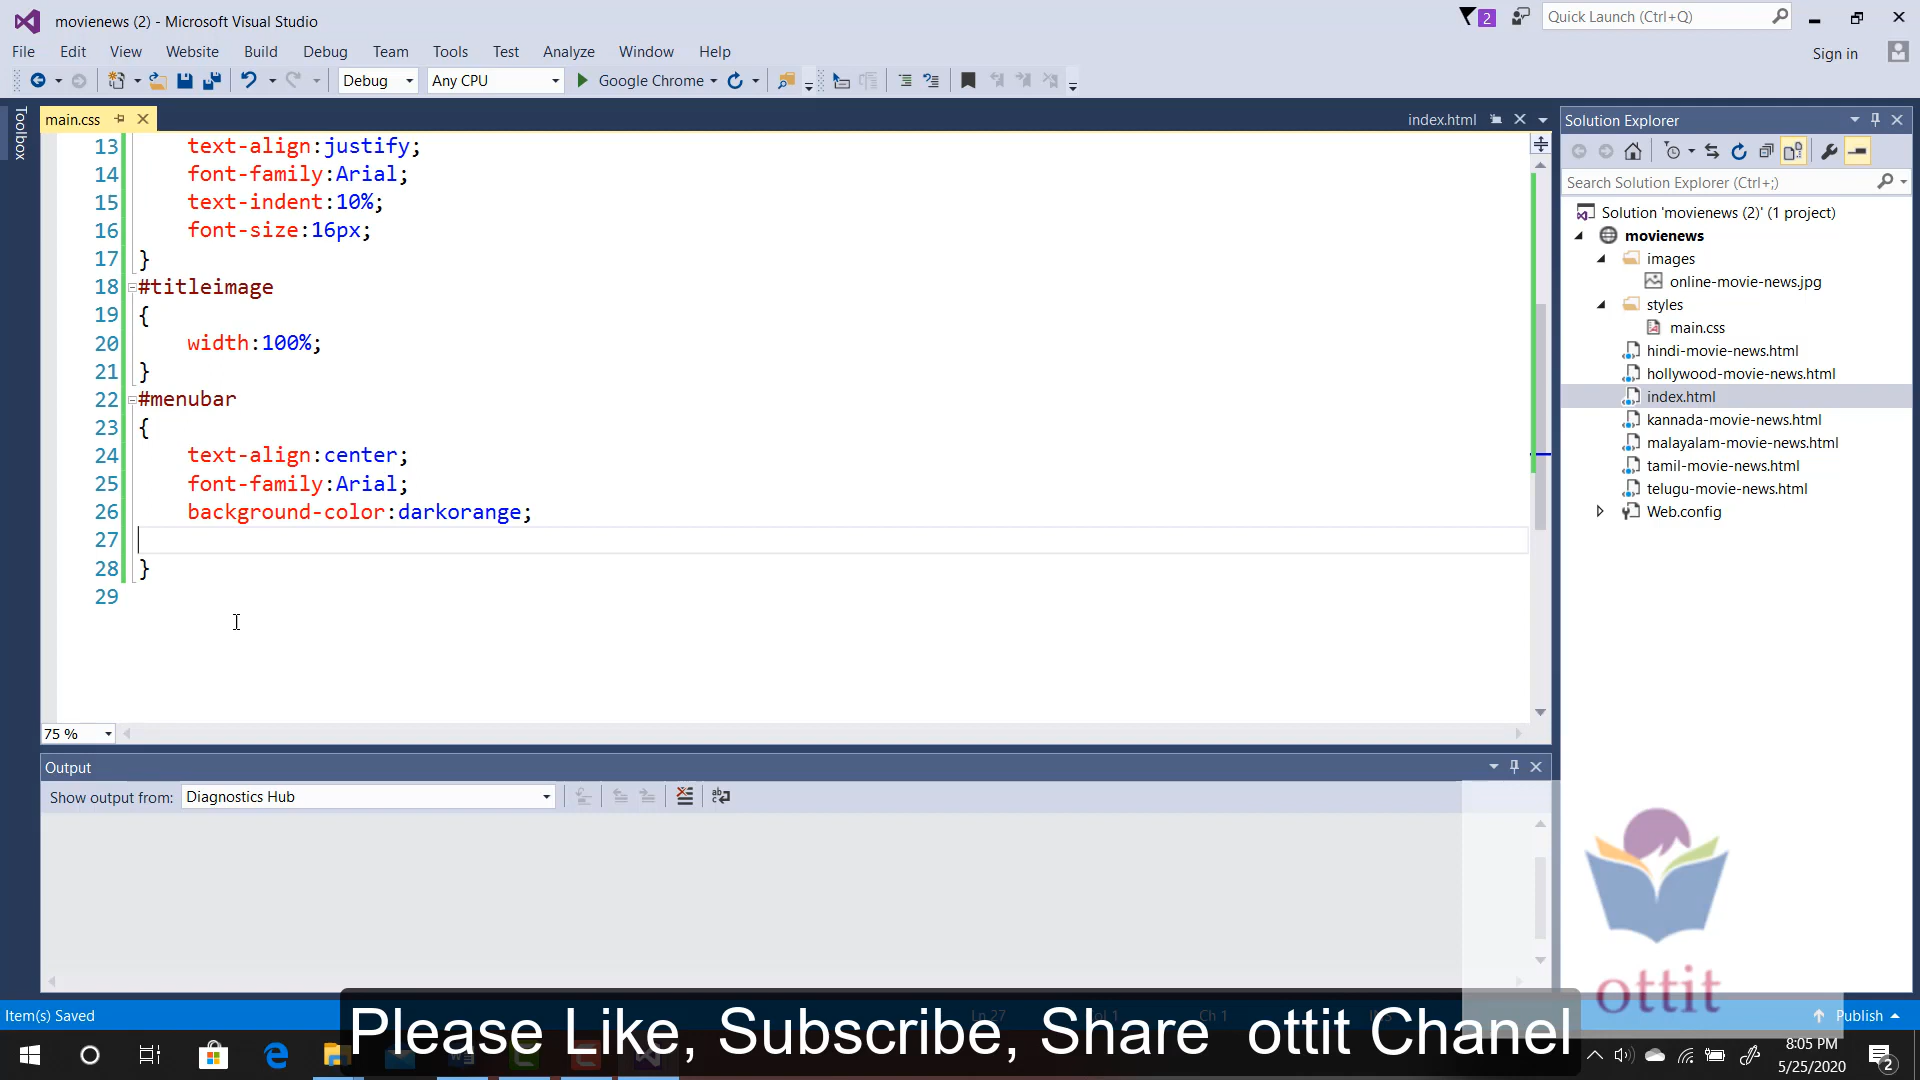 movienews (2) - Microsoft Visual Studio
2
Quick Launch (Ctrl+Q)
File Edit View Website Build Debug Team Tools Test Analyze Window Help
Sign in
Debug Any CPU Google Chrome
Toolbox
main.css
index.html
13 text-align:justify;
14 font-family:Arial;
15 text-indent:10%;
16 font-size:16px;
17 }
18 #titleimage
19 {
20 width:100%;
21 }
22 #menubar
23 {
24 text-align:center;
25 font-family:Arial;
26 background-color:darkorange;
27
28 }
29
75 %
Output
Show output from: Diagnostics Hub
Solution Explorer
Search Solution Explorer (Ctrl+;)
Solution 'movienews (2)' (1 project)
movienews
images
online-movie-news.jpg
styles
main.css
hindi-movie-news.html
hollywood-movie-news.html
index.html
kannada-movie-news.html
malayalam-movie-news.html
tamil-movie-news.html
telugu-movie-news.html
Web.config
ottit
Item(s) Saved
Ln 27 Ch 1
Publish
Please Like, Subscribe, Share ottit Chanel
8:05 PM
5/25/2020
2